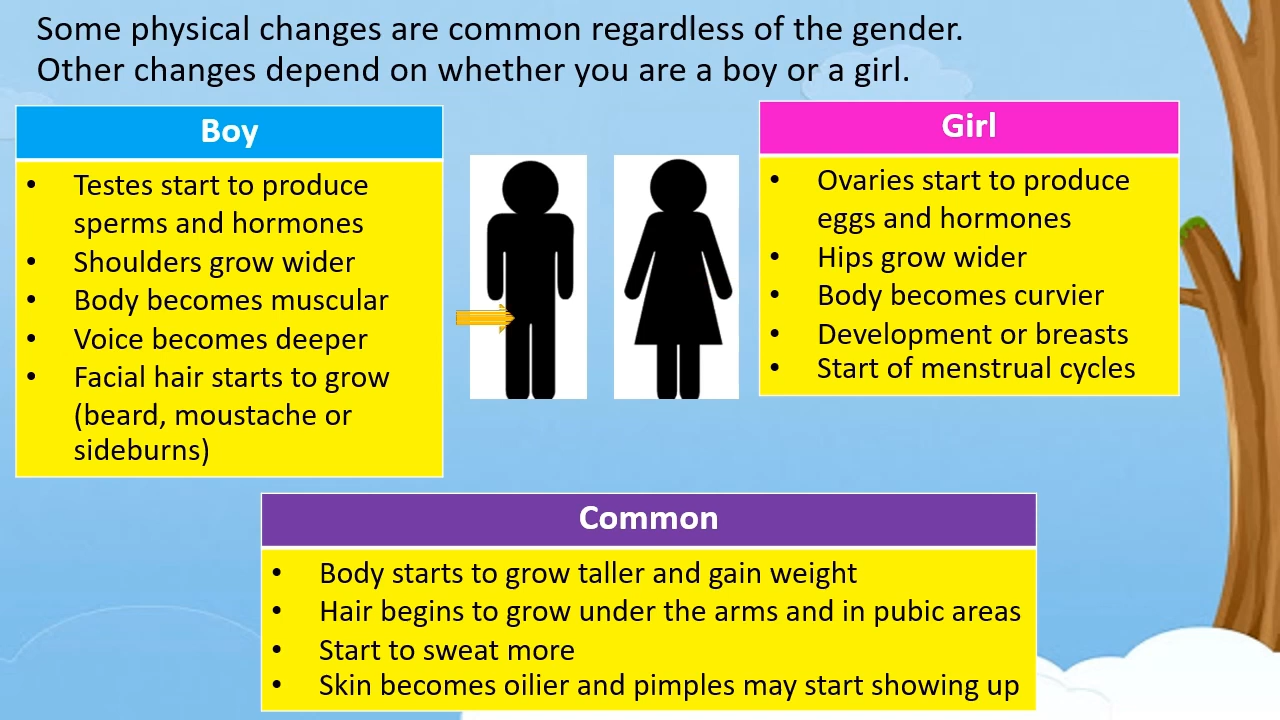 Some physical changes are common regardless of the gender.
Other changes depend on whether you are a boy or a girl.
Boy
• Testes start to produce
sperms and hormones
• Shoulders grow wider
• Body becomes muscular
• Voice becomes deeper
• Facial hair starts to grow
(beard, moustache or
sideburns)
Girl
• Ovaries start to produce
eggs and hormones
• Hips grow wider
• Body becomes curvier
• Development or breasts
• Start of menstrual cycles
Common
• Body starts to grow taller and gain weight
• Hair begins to grow under the arms and in pubic areas
• Start to sweat more
• Skin becomes oilier and pimples may start showing up